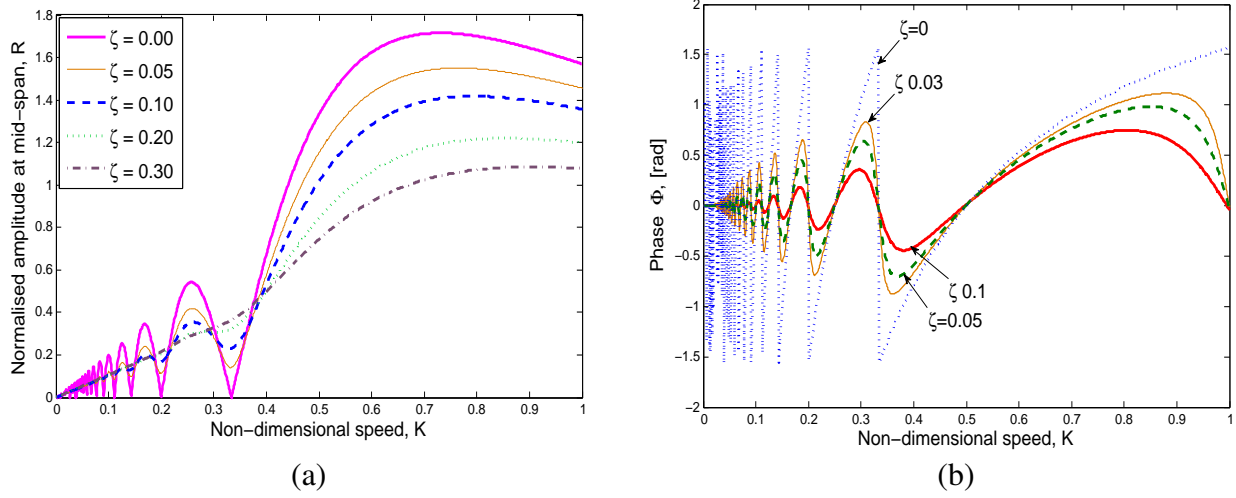 Normalised amplitude at mid-span, R
1.8
1.6
1.4
1.2
1
0.8
0.6
0.4
0.2
0
ζ = 0.00
ζ = 0.05
ζ = 0.10
ζ = 0.20
ζ = 0.30
0 0.1 0.2 0.3 0.4 0.5 0.6 0.7 0.8 0.9 1
Non-dimensional speed, K
(a)
Phase Φ, [rad]
2
1.5
1
0.5
0
−0.5
−1
−1.5
−2
ζ=0
ζ 0.03
ζ 0.1
ζ=0.05
0 0.1 0.2 0.3 0.4 0.5 0.6 0.7 0.8 0.9 1
Non−dimensional speed, K
(b)